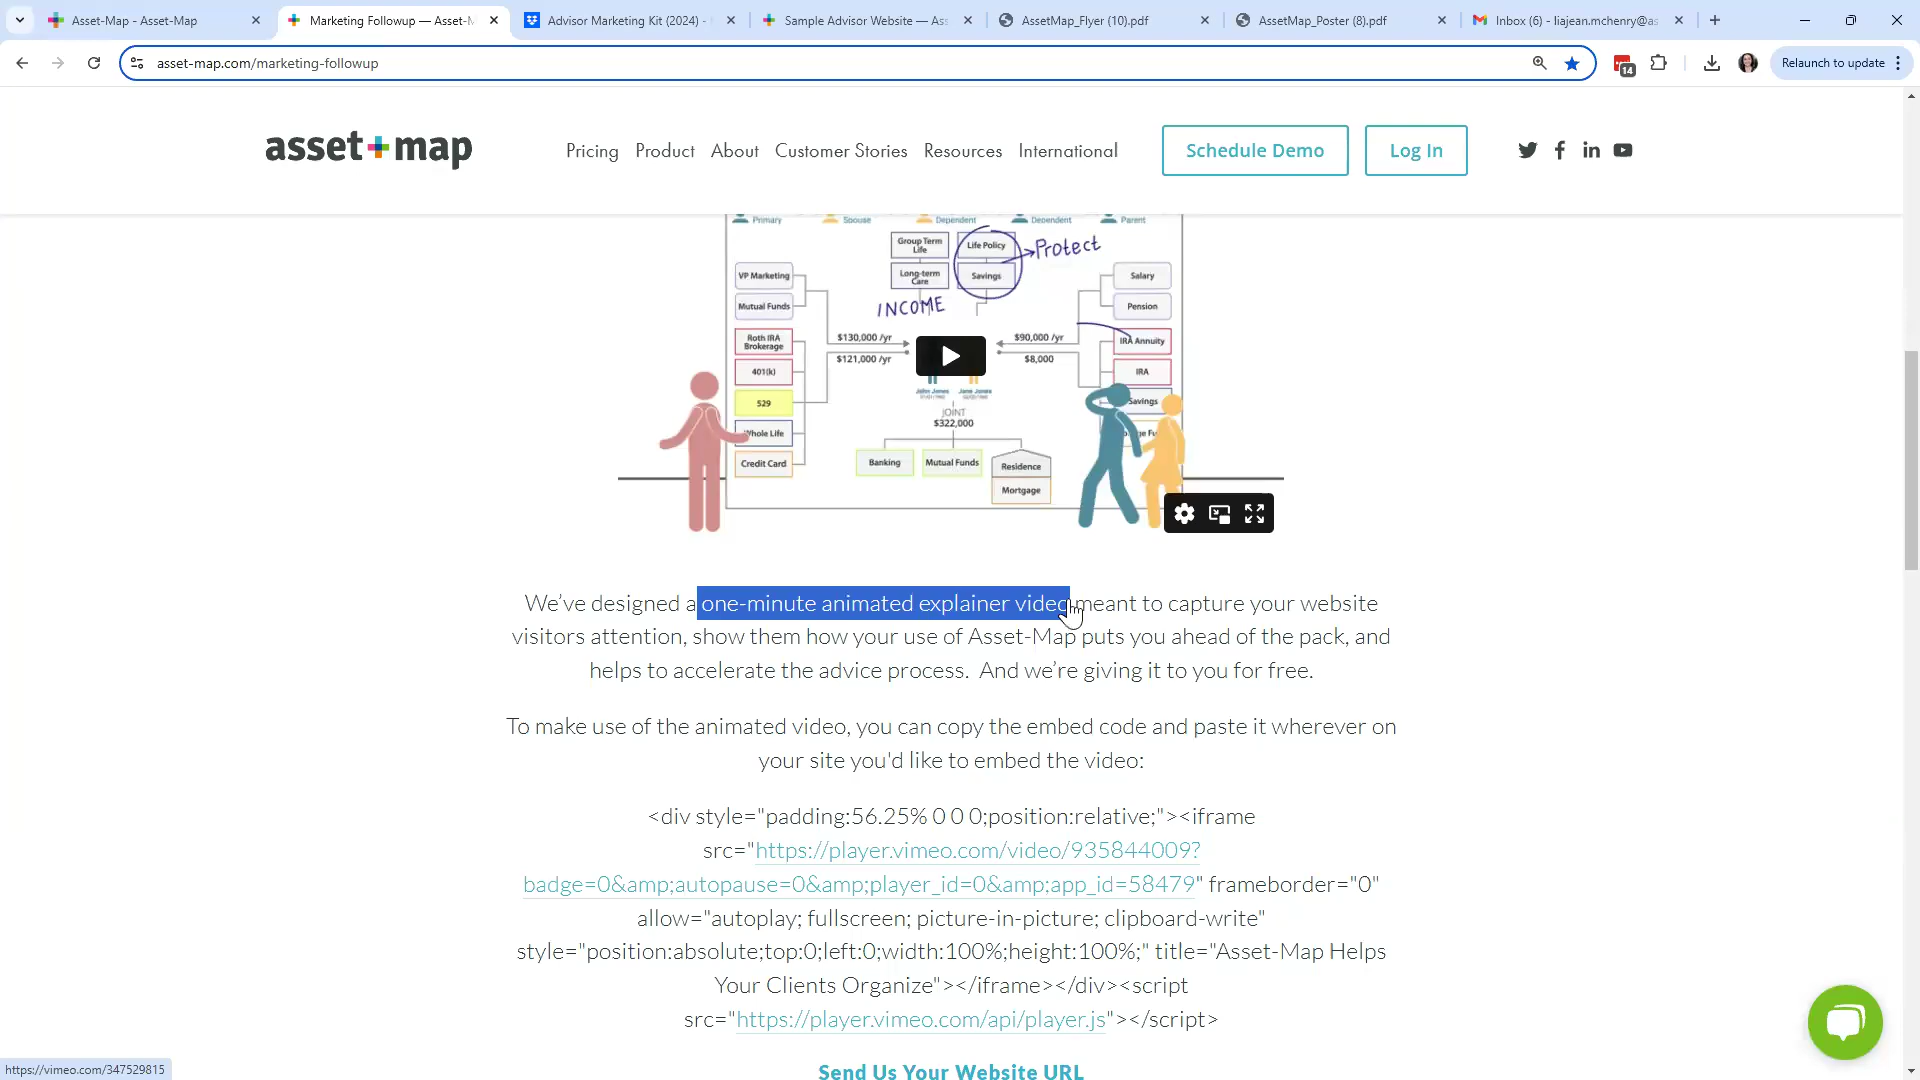 Asset-Map - Asset-Map
Marketing Followup — Asset-M
Advisor Marketing Kit (2024) -
Sample Advisor Website — Ass
AssetMap_Flyer (10).pdf
AssetMap_Poster (8).pdf
Inbox (6) - liajean.mchenry@as
asset-map.com/marketing-followup
14
Relaunch to update
asset map
Pricing
Product
About
Customer Stories
Resources
International
Schedule Demo
Log In
Primary
Spouse
Dependent
Dependent
Parent
Group Term Life
Life Policy
Protect
VP Marketing
Long-term Care
Savings
Salary
Mutual Funds
INCOME
Pension
Roth IRA Brokerage
$130,000 /yr
$90,000 /yr
IRA Annuity
$121,000 /yr
$8,000
401(k)
IRA
John Jones
Jane Jones
529
Savings
JOINT
$322,000
Whole Life
Credit Card
Banking
Mutual Funds
Residence
Mortgage
We've designed a one-minute animated explainer video meant to capture your website
visitors attention, show them how your use of Asset-Map puts you ahead of the pack, and
helps to accelerate the advice process.  And we're giving it to you for free.
To make use of the animated video, you can copy the embed code and paste it wherever on
your site you'd like to embed the video:
<div style="padding:56.25% 0 0 0;position:relative;"><iframe
src="https://player.vimeo.com/video/935844009?
badge=0&amp;autopause=0&amp;player_id=0&amp;app_id=58479" frameborder="0"
allow="autoplay; fullscreen; picture-in-picture; clipboard-write"
style="position:absolute;top:0;left:0;width:100%;height:100%;" title="Asset-Map Helps
Your Clients Organize"></iframe></div><script
src="https://player.vimeo.com/api/player.js"></script>
Send Us Your Website URL
https://vimeo.com/347529815